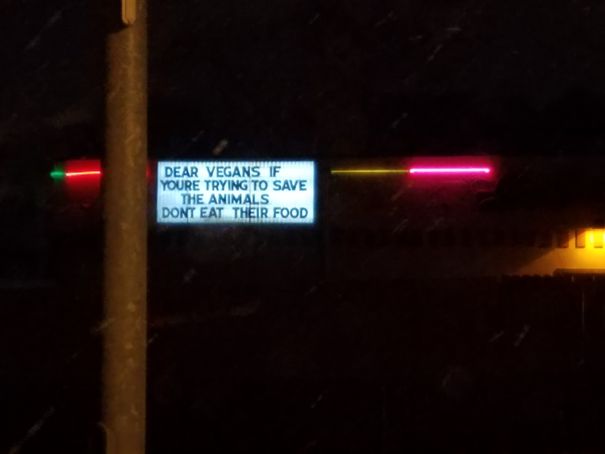 DEAR VEGANS IF
YOURE TRYING TO SAVE
THE ANIMALS
DONT EAT THEIR FOOD